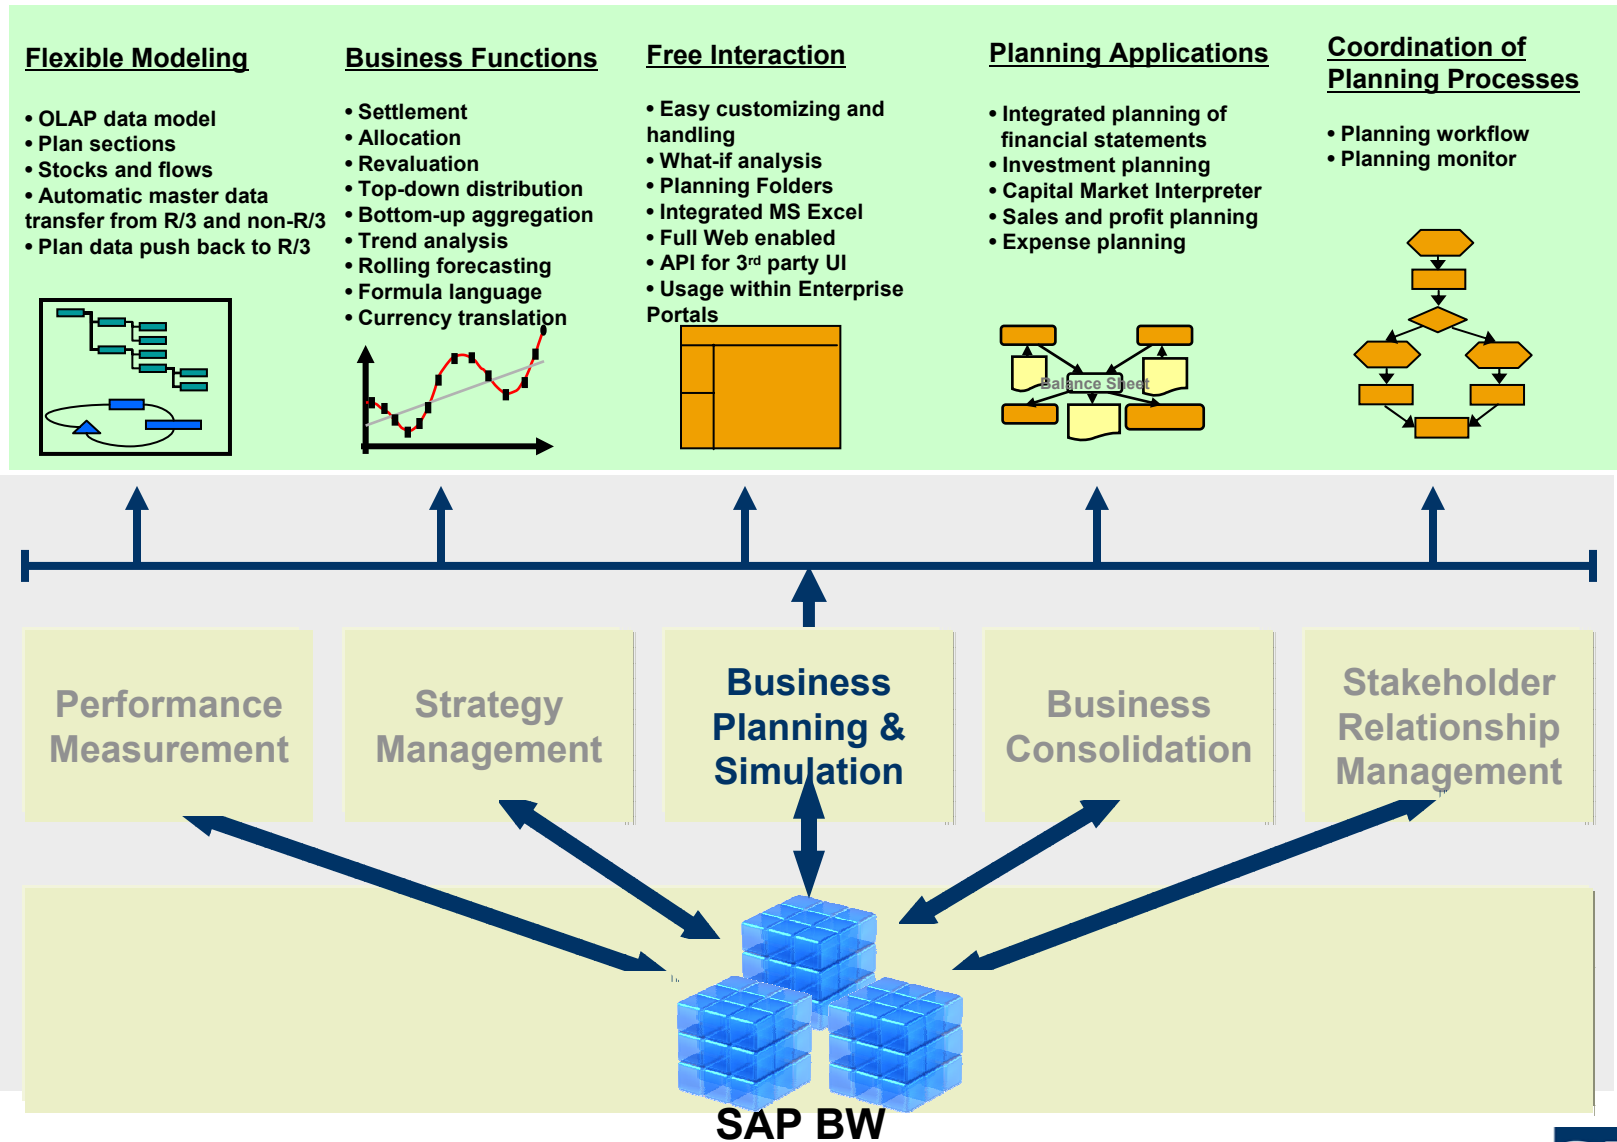 Flexible Modeling
• OLAP data model
• Plan sections
• Stocks and flows
• Automatic master data
transfer from R/3 and non-R/3
• Plan data push back to R/3
Business Functions
• Settlement
• Allocation
• Revaluation
• Top-down distribution
• Bottom-up aggregation
• Trend analysis
• Rolling forecasting
• Formula language
• Currency translation
Free Interaction
• Easy customizing and
handling
• What-if analysis
• Planning Folders
• Integrated MS Excel
• Full Web enabled
• API for 3rd party UI
• Usage within Enterprise
Portals
Planning Applications
• Integrated planning of
financial statements
• Investment planning
• Capital Market Interpreter
• Sales and profit planning
• Expense planning
Balance Sheet
Coordination of
Planning Processes
• Planning workflow
• Planning monitor
Performance
Measurement
Strategy
Management
Business
Planning &
Simulation
Business
Consolidation
Stakeholder
Relationship
Management
SAP BW